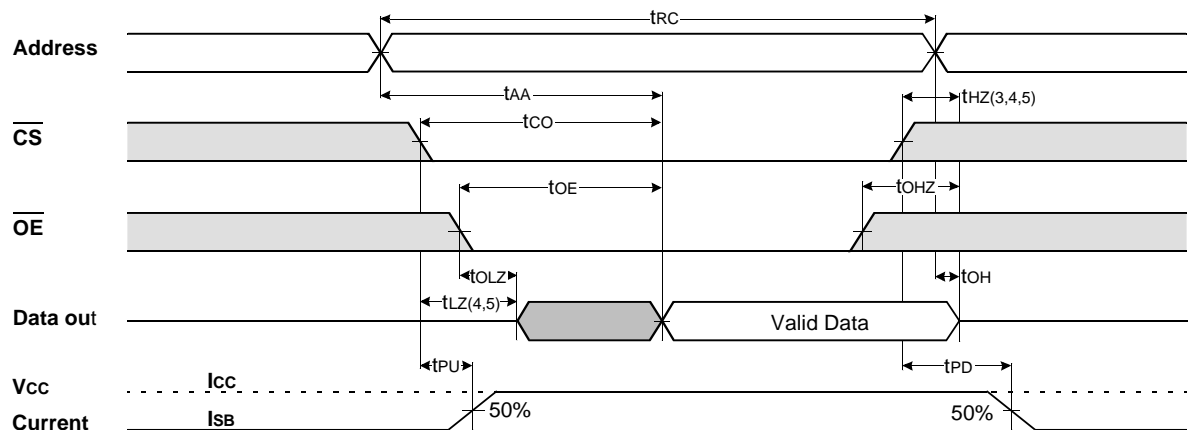 tRC
Address
tAA
tHZ(3,4,5)
tCO
CS
tOE
tOHZ
OE
tOLZ
tOH
tLZ(4,5)
Data out
Valid Data
tPU
tPD
VCC
ICC
50%
50%
Current
ISB